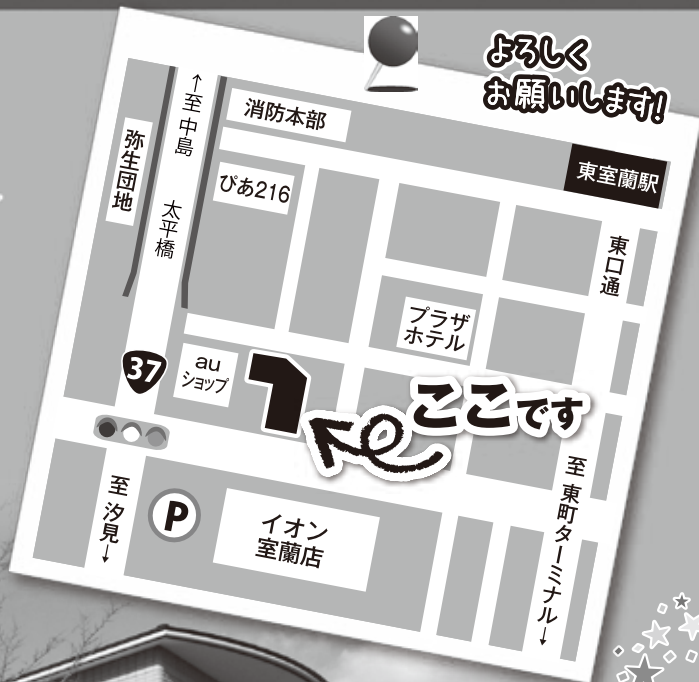 よろしく
お願いします!
↑至 中島
消防本部
東室蘭駅
弥生団地
ぴあ216
太平橋
東口通
プラザ
ホテル
37
au
ショップ
ここです
至 汐見↓
P
イオン
室蘭店
至 東町ターミナル↓